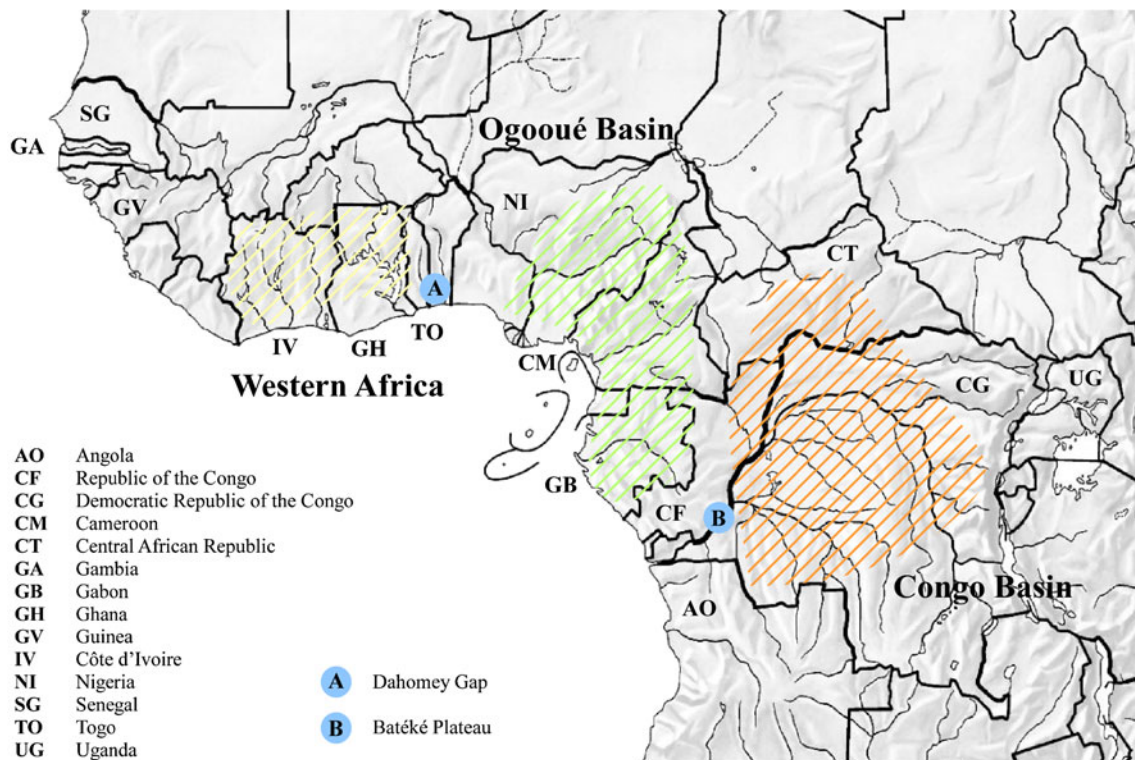 Ogooué Basin
SG
GA
GV
NI
CT
A
TO
IV
GH
CM
CG
UG
Western Africa
GB
CF
B
Congo Basin
AO
AO Angola
CF Republic of the Congo
CG Democratic Republic of the Congo
CM Cameroon
CT Central African Republic
GA Gambia
GB Gabon
GH Ghana
GV Guinea
IV Côte d'Ivoire
NI Nigeria
SG Senegal
TO Togo
UG Uganda
A Dahomey Gap
B Batéké Plateau